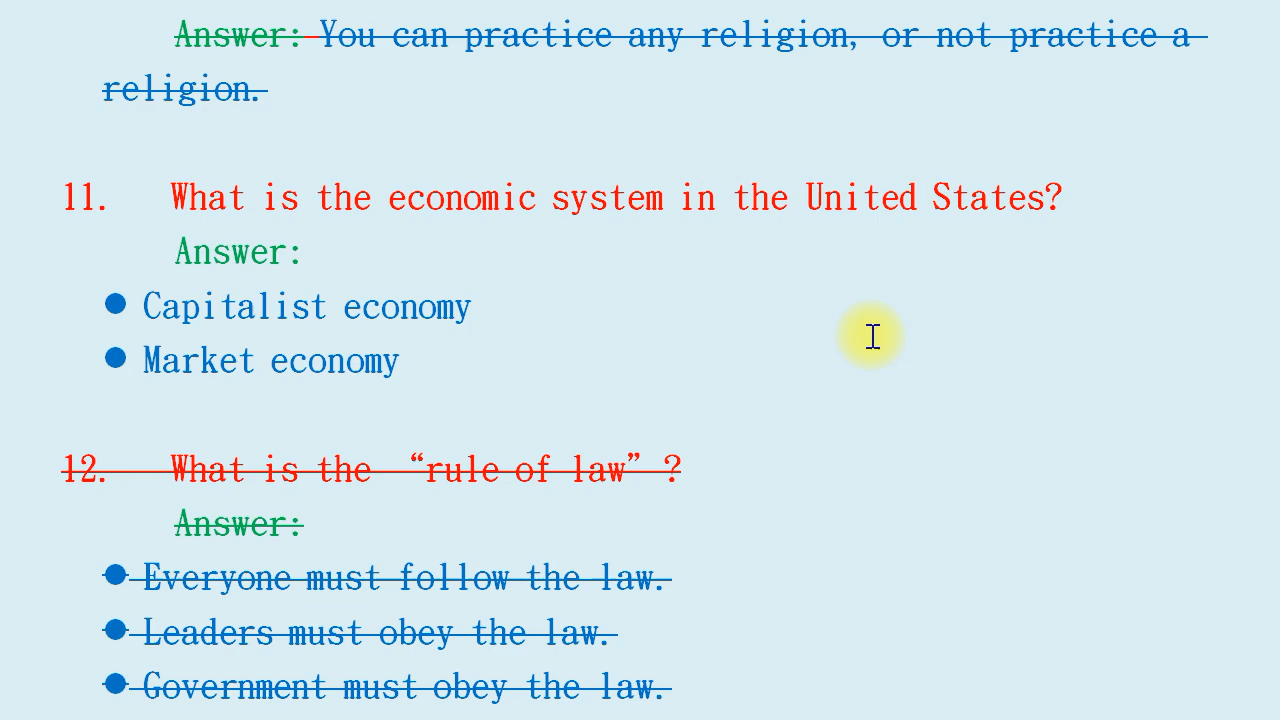 Answer: You can practice any religion, or not practice a
religion.
11. What is the economic system in the United States?
Answer:
● Capitalist economy
● Market economy
12. What is the “rule of law”?
Answer:
● Everyone must follow the law.
● Leaders must obey the law.
● Government must obey the law.